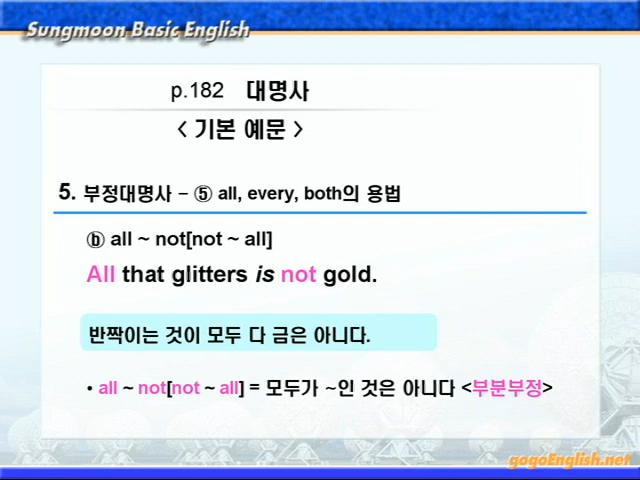 Sungmoon Basic English
p.182 대명사
< 기본 예문 >
5. 부정대명사 – ⑤ all, every, both의 용법
ⓑ all ~ not[not ~ all]
All that glitters is not gold.
반짝이는 것이 모두 다 금은 아니다.
• all ~ not[not ~ all] = 모두가 ~인 것은 아니다 <부분부정>
gogoEnglish.net